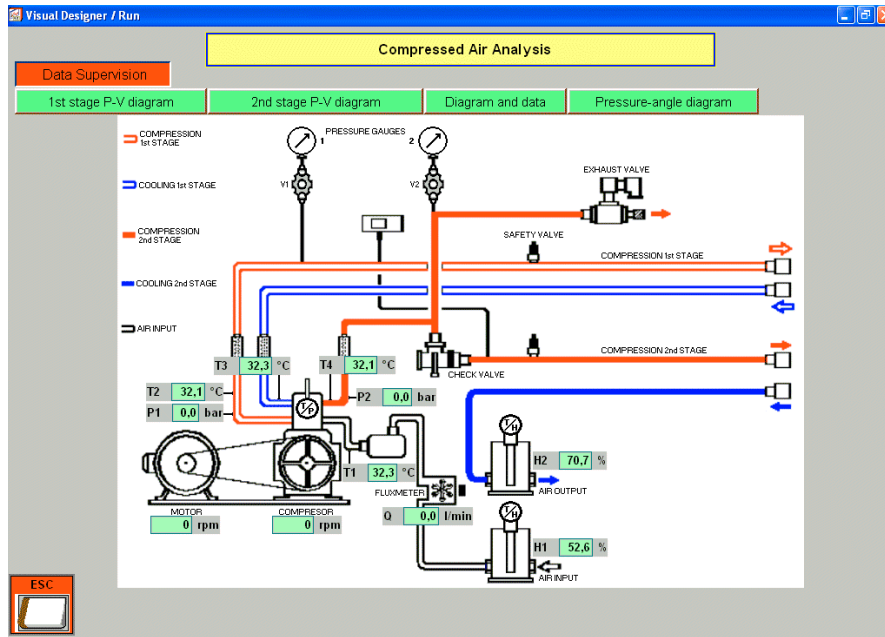 Visual Designer / Run
Compressed Air Analysis
Data Supervision
1st stage P-V diagram
2nd stage P-V diagram
Diagram and data
Pressure-angle diagram
COMPRESSION
1st STAGE
COOLING 1st STAGE
COMPRESSION
2nd STAGE
COOLING 2nd STAGE
AIR INPUT
PRESSURE GAUGES
1
2
V1
V2
EXHAUST VALVE
SAFETY VALVE
COMPRESSION 1st STAGE
COMPRESSION 2nd STAGE
CHECK VALVE
T3 32,3 °C
T4 32,1 °C
T2 32,1 °C
P1 0,0 bar
P2 0,0 bar
T/P
T1 32,3 °C
FLUXMETER
Q 0,0 l/min
MOTOR
0 rpm
COMPRESOR
0 rpm
T/H
H2 70,7 %
AIR OUTPUT
T/H
H1 52,6 %
AIR INPUT
ESC